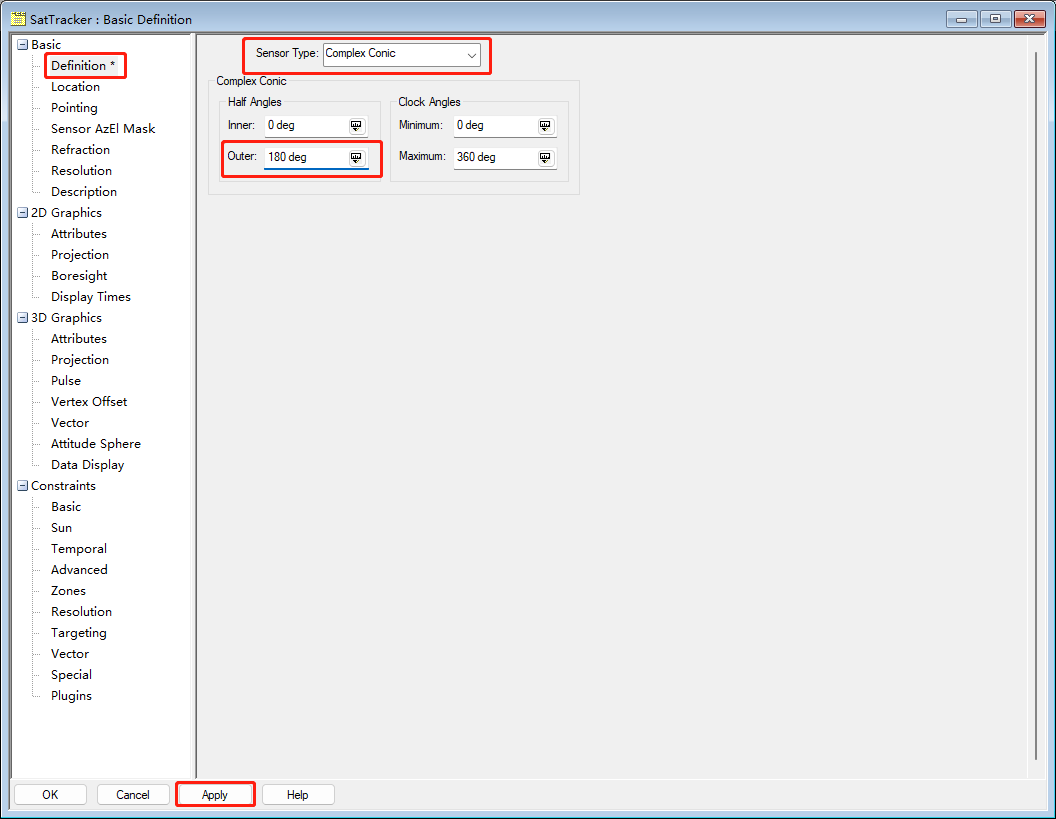 SatTracker : Basic Definition
Basic
Definition *
Location
Pointing
Sensor AzEl Mask
Refraction
Resolution
Description
2D Graphics
Attributes
Projection
Boresight
Display Times
3D Graphics
Attributes
Projection
Pulse
Vertex Offset
Vector
Attitude Sphere
Data Display
Constraints
Basic
Sun
Temporal
Advanced
Zones
Resolution
Targeting
Vector
Special
Plugins
Sensor Type: Complex Conic
Complex Conic
Half Angles
Inner: 0 deg
Outer: 180 deg
Clock Angles
Minimum: 0 deg
Maximum: 360 deg
OK Cancel Apply Help